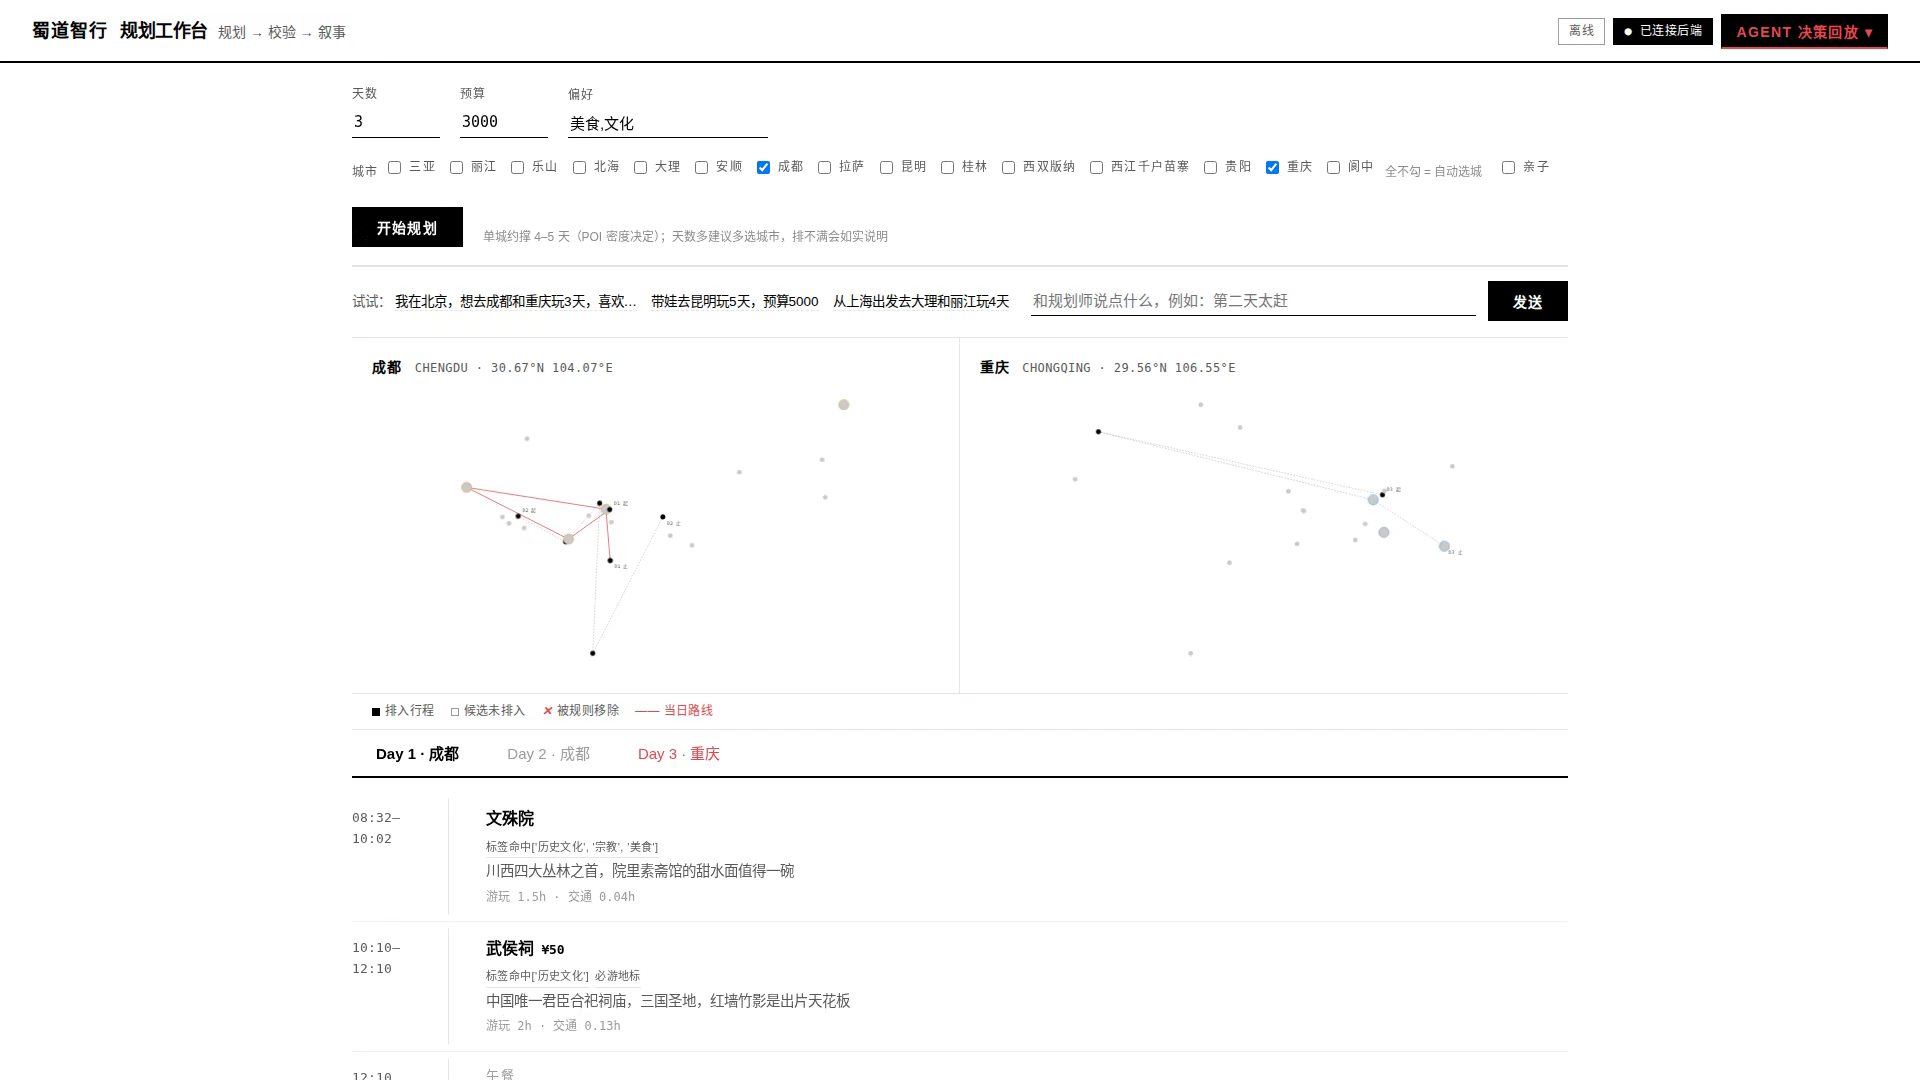 蜀道智行 规划工作台 规划 → 校验 → 叙事
离线 已连接后端 AGENT 决策回放 ▾
天数 预算 偏好
3 3000 美食,文化
城市 三亚 丽江 乐山 北海 大理 安顺 成都 拉萨 昆明 桂林 西双版纳 西江千户苗寨 贵阳 重庆 阆中 全不勾 = 自动选城 亲子
开始规划 单城约撑 4–5 天（POI 密度决定）；天数多建议多选城市，排不满会如实说明
试试： 我在北京，想去成都和重庆玩3天，喜欢… 带娃去昆明玩5天，预算5000 从上海出发去大理和丽江玩4天 和规划师说点什么，例如：第二天太赶 发送
成都 CHENGDU · 30.67°N 104.07°E
重庆 CHONGQING · 29.56°N 106.55°E
D1 起
D2 起
D2 止
D1 止
D3 起
D3 止
排入行程 候选未排入 ✕ 被规则移除 —— 当日路线
Day 1 · 成都 Day 2 · 成都 Day 3 · 重庆
08:32–
10:02
文殊院
标签命中['历史文化', '宗教', '美食']
川西四大丛林之首，院里素斋馆的甜水面值得一碗
游玩 1.5h · 交通 0.04h
10:10–
12:10
武侯祠 ¥50
标签命中['历史文化'] 必游地标
中国唯一君臣合祀祠庙，三国圣地，红墙竹影是出片天花板
游玩 2h · 交通 0.13h
12:10
午餐